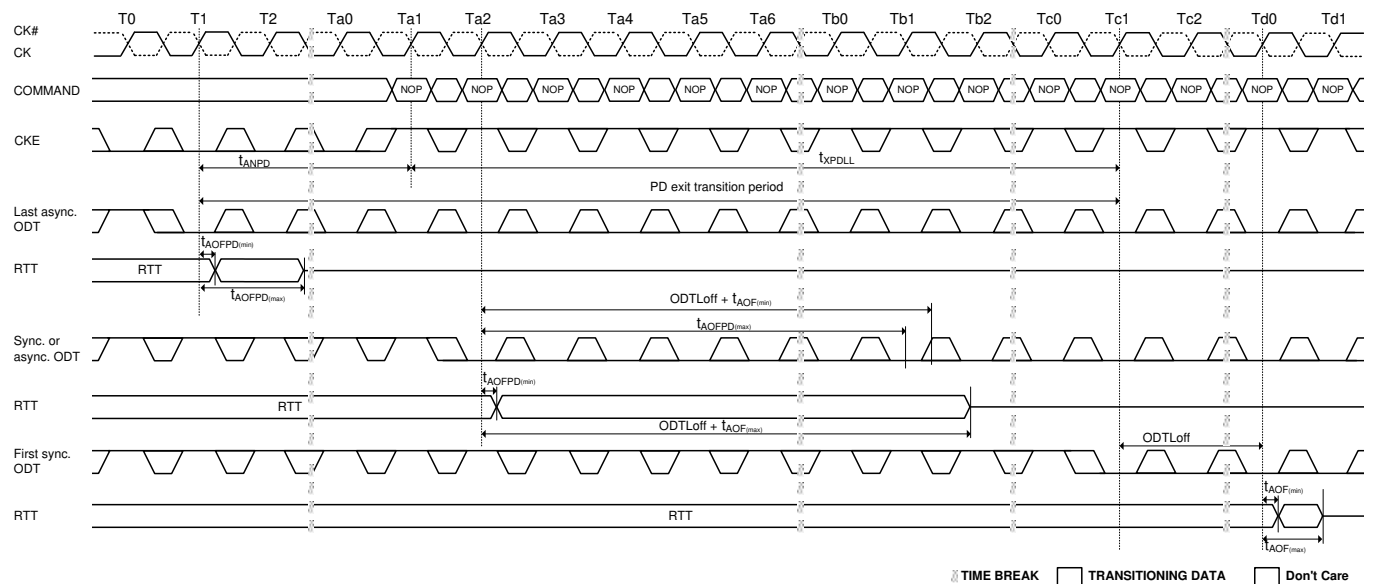 T0 T1 T2 Ta0 Ta1 Ta2 Ta3 Ta4 Ta5 Ta6 Tb0 Tb1 Tb2 Tc0 Tc1 Tc2 Td0 Td1
CK#
CK
COMMAND NOP NOP NOP NOP NOP NOP NOP NOP NOP NOP NOP NOP NOP NOP
CKE
tANPD tXPDLL
PD exit transition period
Last async.
ODT
tAOFPD(min)
RTT RTT
tAOFPD(max)
ODTLoff + tAOF(min)
tAOFPD(max)
Sync. or
async. ODT
tAOFPD(min)
RTT RTT
ODTLoff + tAOF(max)
ODTLoff
First sync.
ODT
tAOF(min)
RTT RTT
tAOF(max)
TIME BREAK TRANSITIONING DATA Don't Care